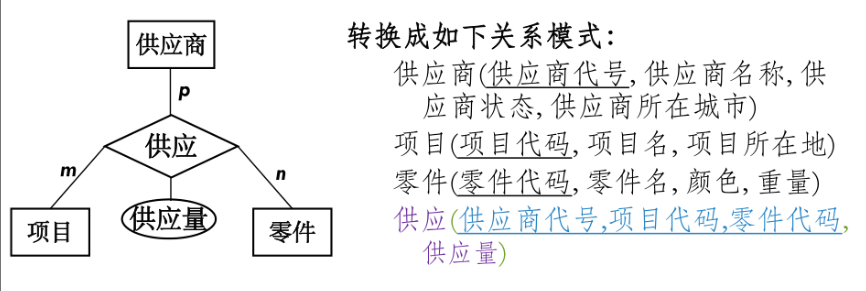 供应商
p
供应
m
n
项目
供应量
零件
转换成如下关系模式：
供应商(供应商代号, 供应商名称, 供
应商状态, 供应商所在城市)
项目(项目代码, 项目名, 项目所在地)
零件(零件代码, 零件名, 颜色, 重量)
供应(供应商代号,项目代码,零件代码,
供应量)